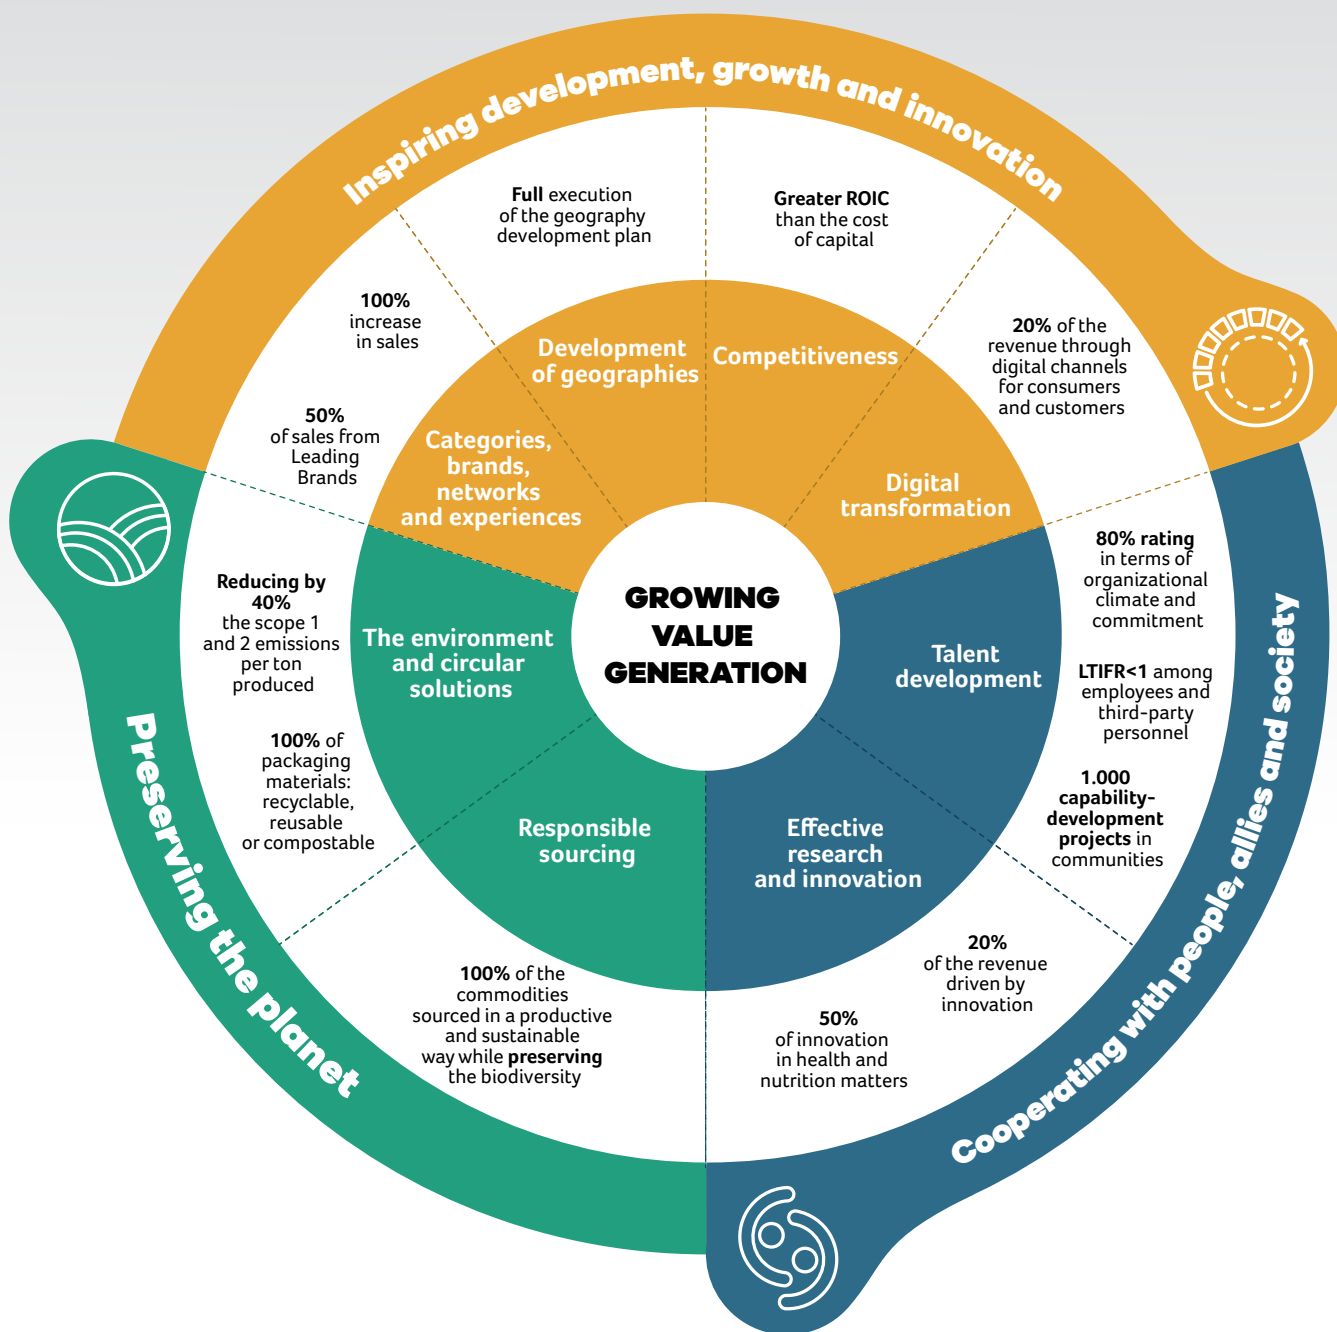 Inspiring development, growth and innovation
Full execution
of the geography
development plan
Greater ROIC
than the cost
of capital
100%
increase
in sales
50%
of sales from
Leading
Brands
20% of the
revenue through
digital channels
for consumers
and customers
Development
of geographies
Competitiveness
Categories,
brands,
networks
and experiences
Digital
transformation
GROWING
VALUE
GENERATION
The environment
and circular
solutions
Talent
development
Responsible
sourcing
Effective
research
and innovation
Reducing by
40%
the scope 1
and 2 emissions
per ton
produced
100% of
packaging
materials:
recyclable,
reusable
or compostable
80% rating
in terms of
organizational
climate and
commitment
LTIFR<1 among
employees and
third-party
personnel
1.000
capability-
development
projects in
communities
100% of the
commodities
sourced in a productive
and sustainable
way while preserving
the biodiversity
20%
of the revenue
driven by
innovation
50%
of innovation
in health and
nutrition matters
Preserving the planet
Cooperating with people, allies and society